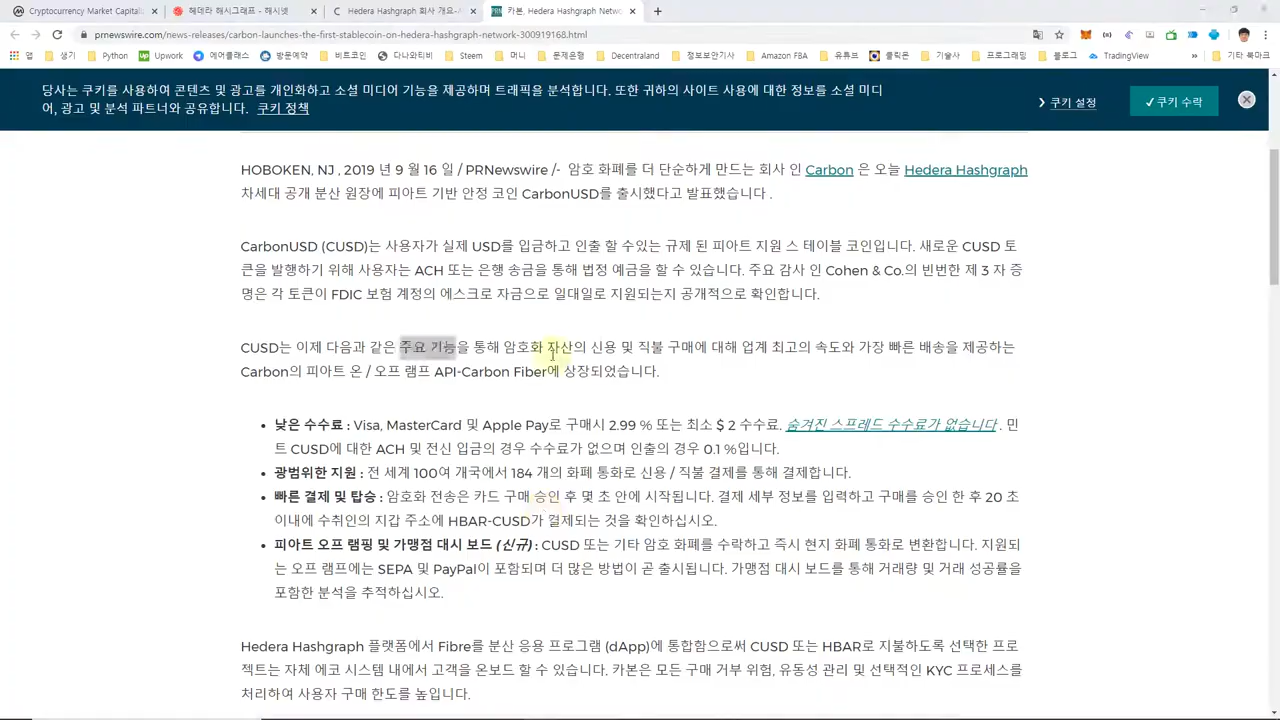 Cryptocurrency Market Capitali
헤데라 해시그래프 - 해시넷
Hedera Hashgraph 회사 개요-A
카본, Hedera Hashgraph Netwo
prnewswire.com/news-releases/carbon-launches-the-first-stablecoin-on-hedera-hashgraph-network-300919168.html
앱
Python
Upwork
에어클래스
방문예약
비트코인
다나와티비
Steem
머니
문제은행
Decentraland
정보보안기사
Amazon FBA
유튜브
클릭몬
기술사
프로그래밍
블로그
TradingView
»
기타 북마크
당사는 쿠키를 사용하여 콘텐츠 및 광고를 개인화하고 소셜 미디어 기능을 제공하며 트래픽을 분석합니다. 또한 귀하의 사이트 사용에 대한 정보를 소셜 미디
어, 광고 및 분석 파트너와 공유합니다. 쿠키 정책
쿠키 설정
✓쿠키 수락
HOBOKEN, NJ , 2019 년 9 월 16 일 / PRNewswire /- 암호 화폐를 더 단순하게 만드는 회사 인 Carbon 은 오늘 Hedera Hashgraph
차세대 공개 분산 원장에 피아트 기반 안정 코인 CarbonUSD를 출시했다고 발표했습니다 .
CarbonUSD (CUSD)는 사용자가 실제 USD를 입금하고 인출 할 수있는 규제 된 피아트 지원 스 테이블 코인입니다. 새로운 CUSD 토
큰을 발행하기 위해 사용자는 ACH 또는 은행 송금을 통해 법정 예금을 할 수 있습니다. 주요 감사 인 Cohen & Co.의 빈번한 제 3 자 증
명은 각 토큰이 FDIC 보험 계정의 에스크로 자금으로 일대일로 지원되는지 공개적으로 확인합니다.
CUSD는 이제 다음과 같은 주요 기능을 통해 암호화 자산의 신용 및 직불 구매에 대해 업계 최고의 속도와 가장 빠른 배송을 제공하는
Carbon의 피아트 온 / 오프 램프 API-Carbon Fiber에 상장되었습니다.
• 낮은 수수료 : Visa, MasterCard 및 Apple Pay로 구매시 2.99 % 또는 최소 $ 2 수수료, 숨겨진 스프레드 수수료가 없습니다 . 민
트 CUSD에 대한 ACH 및 전신 입금의 경우 수수료가 없으며 인출의 경우 0.1 %입니다.
• 광범위한 지원 : 전 세계 100여 개국에서 184 개의 화폐 통화로 신용 / 직불 결제를 통해 결제합니다.
• 빠른 결제 및 탑승 : 암호화 전송은 카드 구매 승인 후 몇 초 안에 시작됩니다. 결제 세부 정보를 입력하고 구매를 승인 한 후 20 초
이내에 수취인의 지갑 주소에 HBAR-CUSD가 결제되는 것을 확인하십시오.
• 피아트 오프 램핑 및 가맹점 대시 보드 (신규) : CUSD 또는 기타 암호 화폐를 수락하고 즉시 현지 화폐 통화로 변환합니다. 지원되
는 오프 램프에는 SEPA 및 PayPal이 포함되며 더 많은 방법이 곧 출시됩니다. 가맹점 대시 보드를 통해 거래량 및 거래 성공률을
포함한 분석을 추적하십시오.
Hedera Hashgraph 플랫폼에서 Fibre를 분산 응용 프로그램 (dApp)에 통합함으로써 CUSD 또는 HBAR로 지불하도록 선택한 프로
젝트는 자체 에코 시스템 내에서 고객을 온보드 할 수 있습니다. 카본은 모든 구매 거부 위험, 유동성 관리 및 선택적인 KYC 프로세스를
처리하여 사용자 구매 한도를 높입니다.